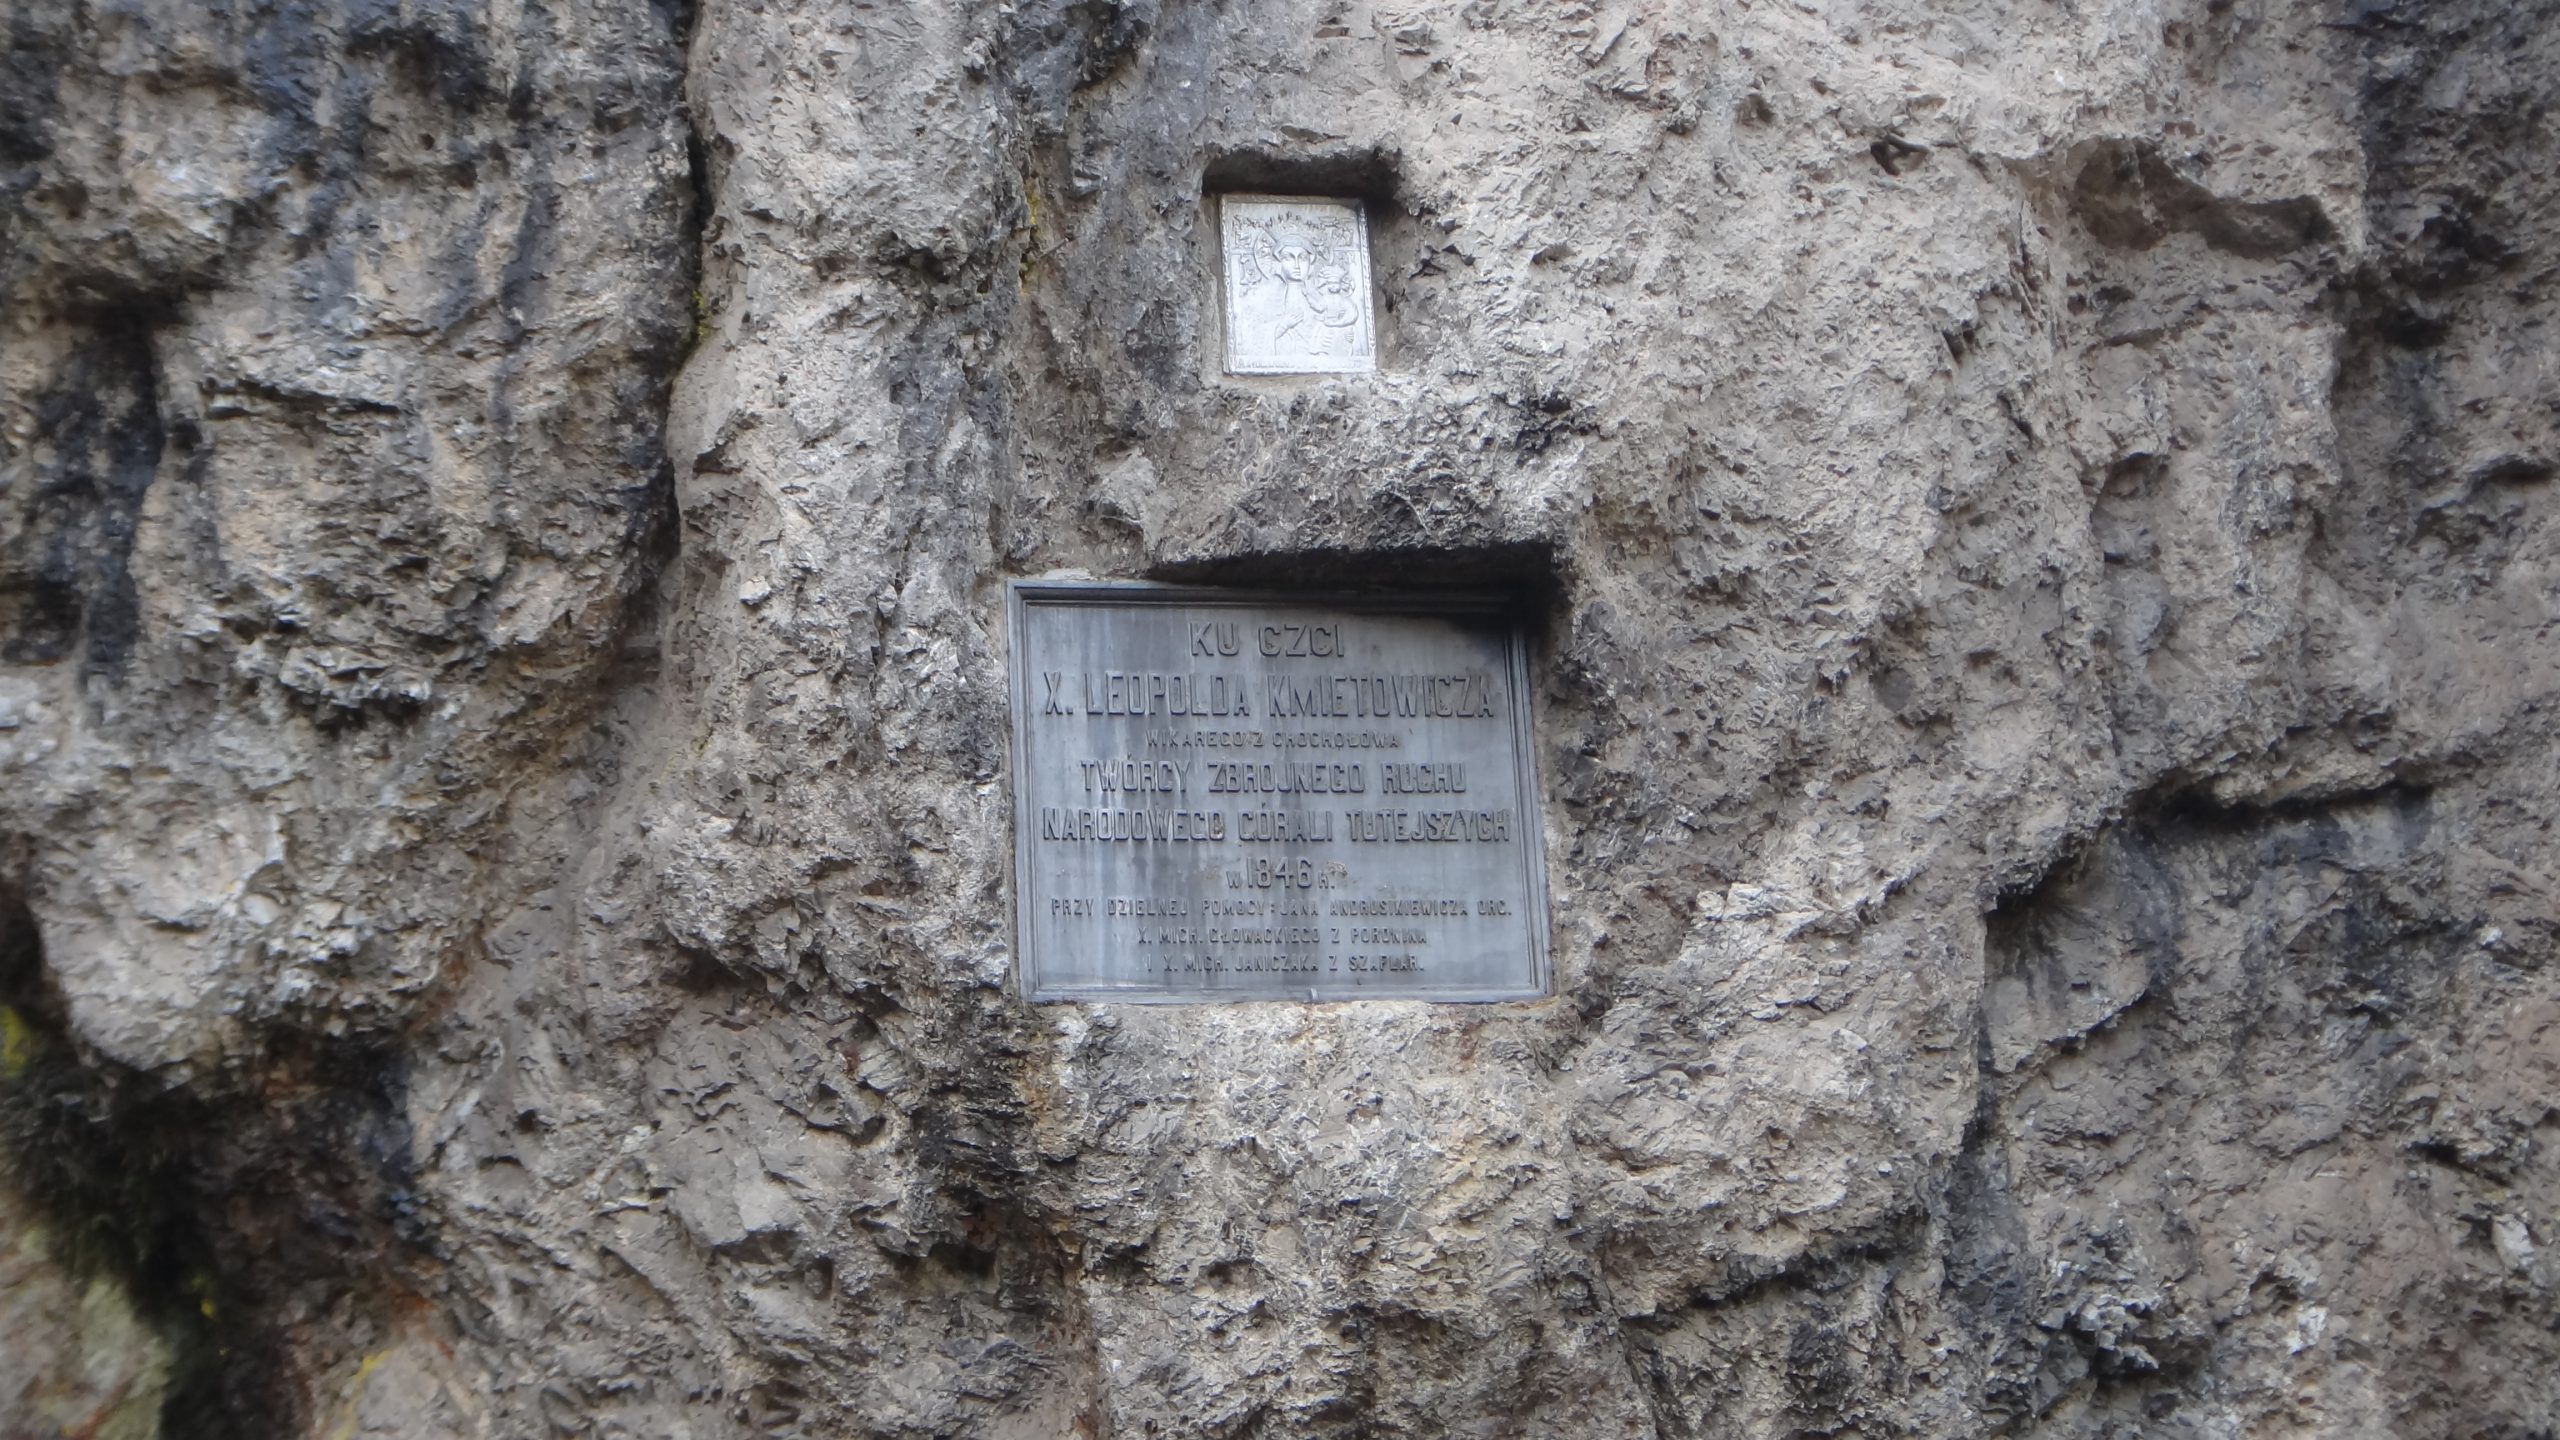 KU CZCI
X. LEOPOLDA KMIETOWICZA
WIKAREGO Z CHOCHOŁOWA
TWÓRCY ZBROJNEGO RUCHU
NARODOWEGO GÓRALI TUTEJSZYCH
W 1846 R.
PRZY DZIELNEJ POMOCY: JANA ANDRUSIKIEWICZA ORG.
X. MICH. GŁOWACKIEGO Z PORONINA
I X. MICH. JANICZAKA Z SZAFLAR.